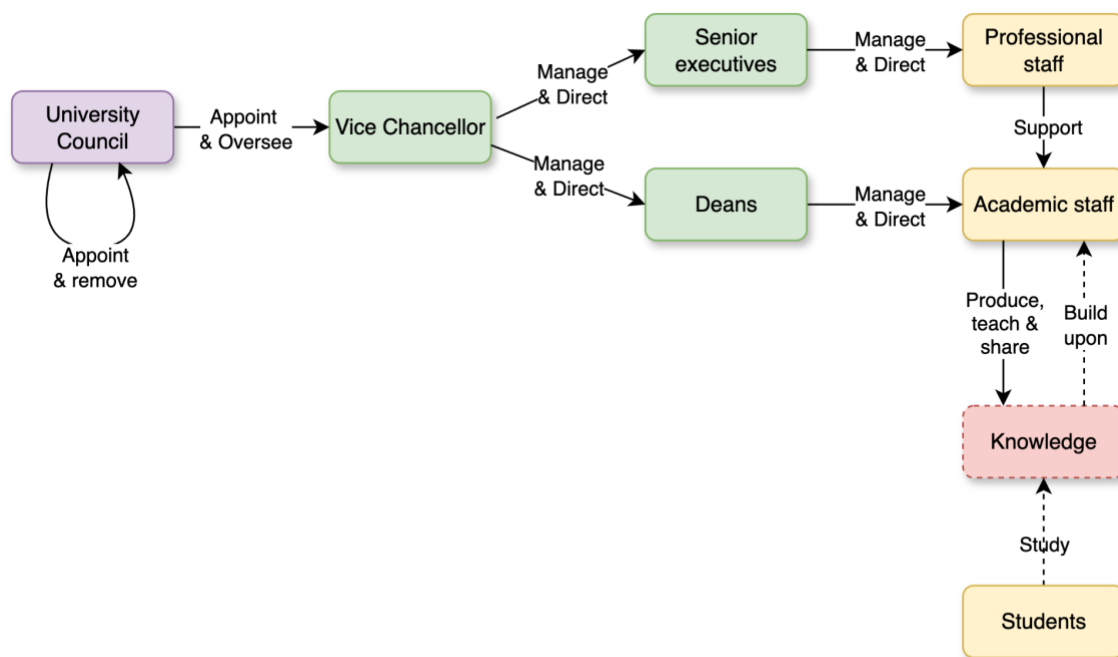 University
Council
Appoint
& remove
Appoint
& Oversee
Vice Chancellor
Manage
& Direct
Manage
& Direct
Senior
executives
Deans
Manage
& Direct
Manage
& Direct
Professional
staff
Support
Academic staff
Produce,
teach &
share
Build
upon
Knowledge
Study
Students